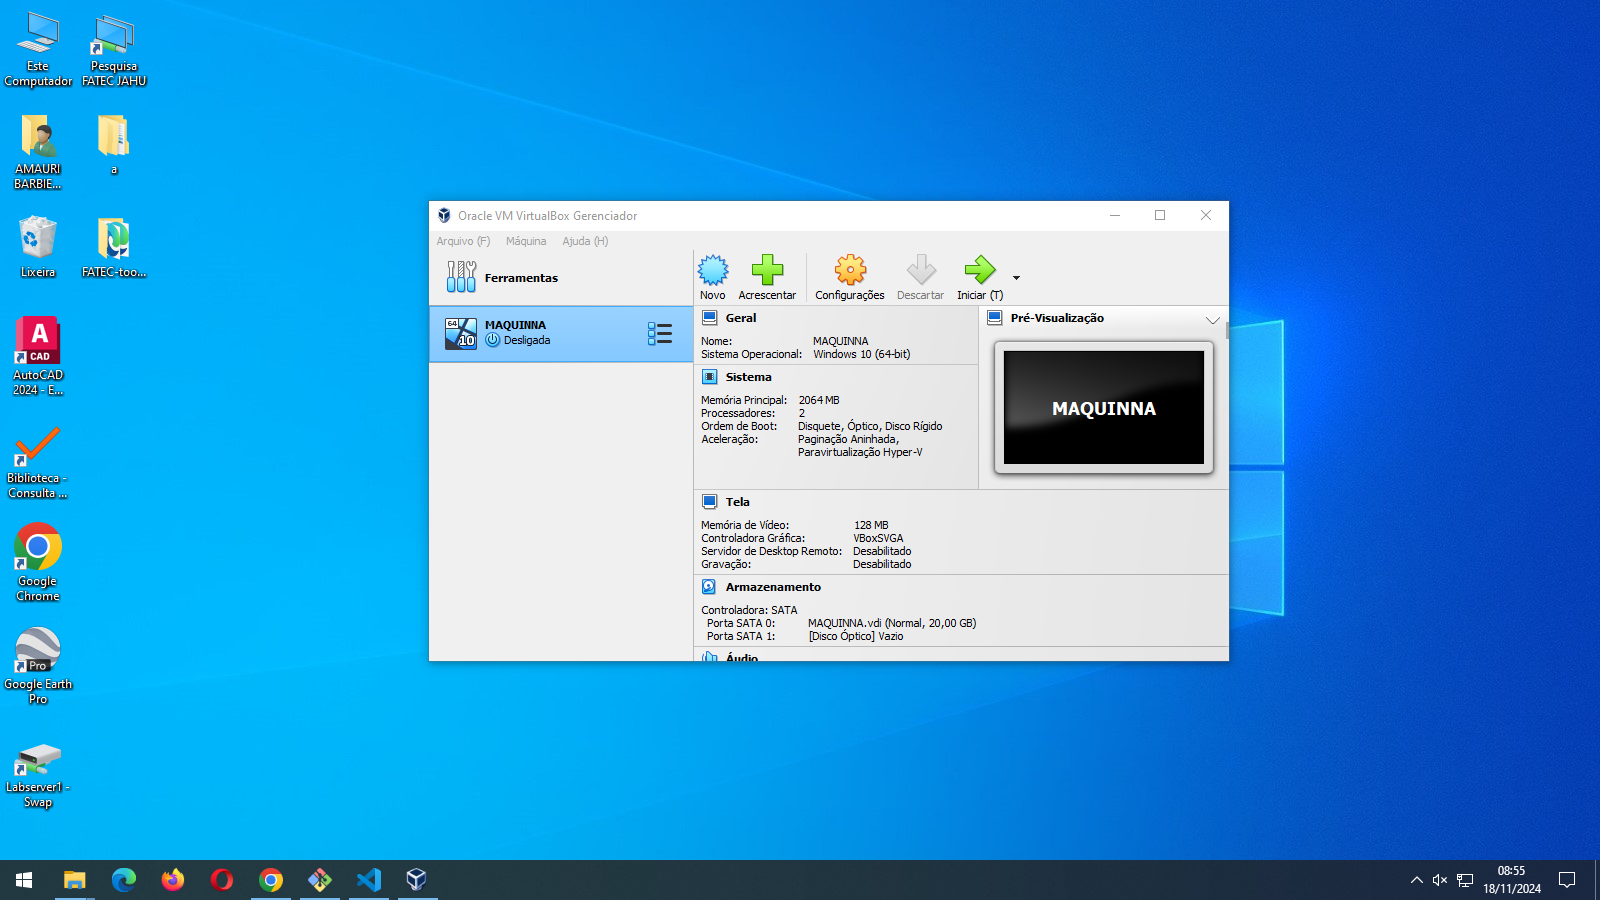 Este
Computador
Pesquisa
FATEC JAHU
AMAURI
BARBIE...
a
Lixeira
FATEC-too...
A
CAD
AutoCAD
2024 - E...
Biblioteca -
Consulta ...
Google
Chrome
Pro
Google Earth
Pro
Labserver1 -
Swap
Oracle VM VirtualBox Gerenciador
Arquivo (F)
Máquina
Ajuda (H)
Ferramentas
64
10
MAQUINNA
Desligada
Novo
Acrescentar
Configurações
Descartar
Iniciar (T)
Geral
Nome: MAQUINNA
Sistema Operacional: Windows 10 (64-bit)
Sistema
Memória Principal: 2064 MB
Processadores: 2
Ordem de Boot: Disquete, Óptico, Disco Rígido
Aceleração: Paginação Aninhada,
Paravirtualização Hyper-V
Pré-Visualização
MAQUINNA
Tela
Memória de Vídeo: 128 MB
Controladora Gráfica: VBoxSVGA
Servidor de Desktop Remoto: Desabilitado
Gravação: Desabilitado
Armazenamento
Controladora: SATA
Porta SATA 0: MAQUINNA.vdi (Normal, 20,00 GB)
Porta SATA 1: [Disco Óptico] Vazio
Áudio
08:55
18/11/2024